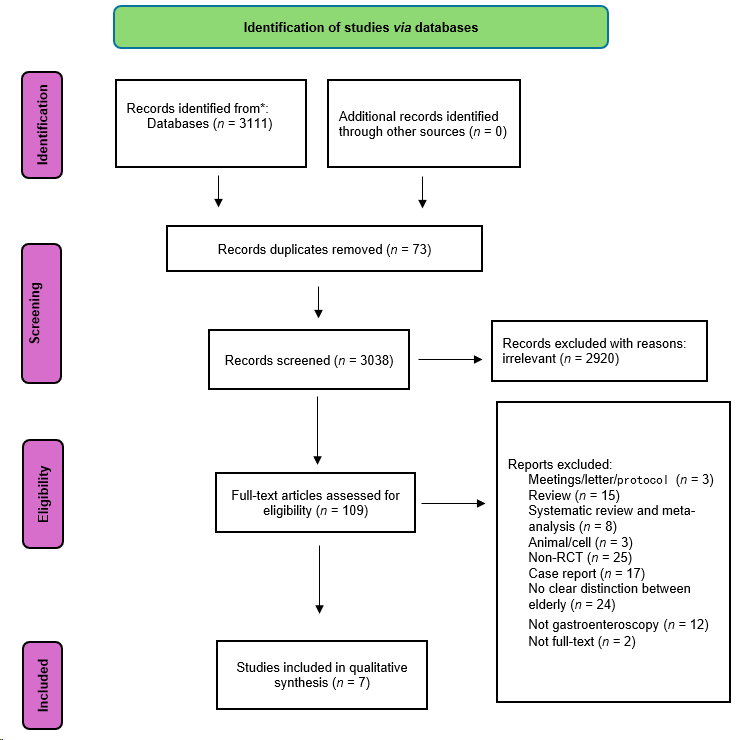 Identification of studies via databases
Identification
Records identified from*:
Databases (n = 3111)
Additional records identified
through other sources (n = 0)
Records duplicates removed (n = 73)
Screening
Records screened (n = 3038)
Records excluded with reasons:
irrelevant (n = 2920)
Eligibility
Full-text articles assessed for
eligibility (n = 109)
Reports excluded:
Meetings/letter/protocol (n = 3)
Review (n = 15)
Systematic review and meta-
analysis (n = 8)
Animal/cell (n = 3)
Non-RCT (n = 25)
Case report (n = 17)
No clear distinction between
elderly (n = 24)
Not gastroenteroscopy (n = 12)
Not full-text (n = 2)
Included
Studies included in qualitative
synthesis (n = 7)